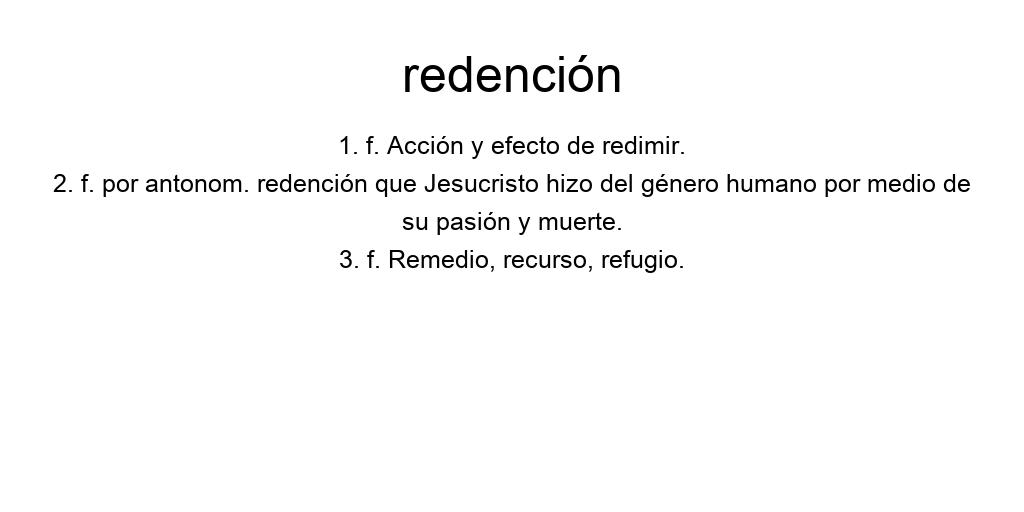 redención
1. f. Acción y efecto de redimir.
2. f. por antonom. redención que Jesucristo hizo del género humano por medio de
su pasión y muerte.
3. f. Remedio, recurso, refugio.